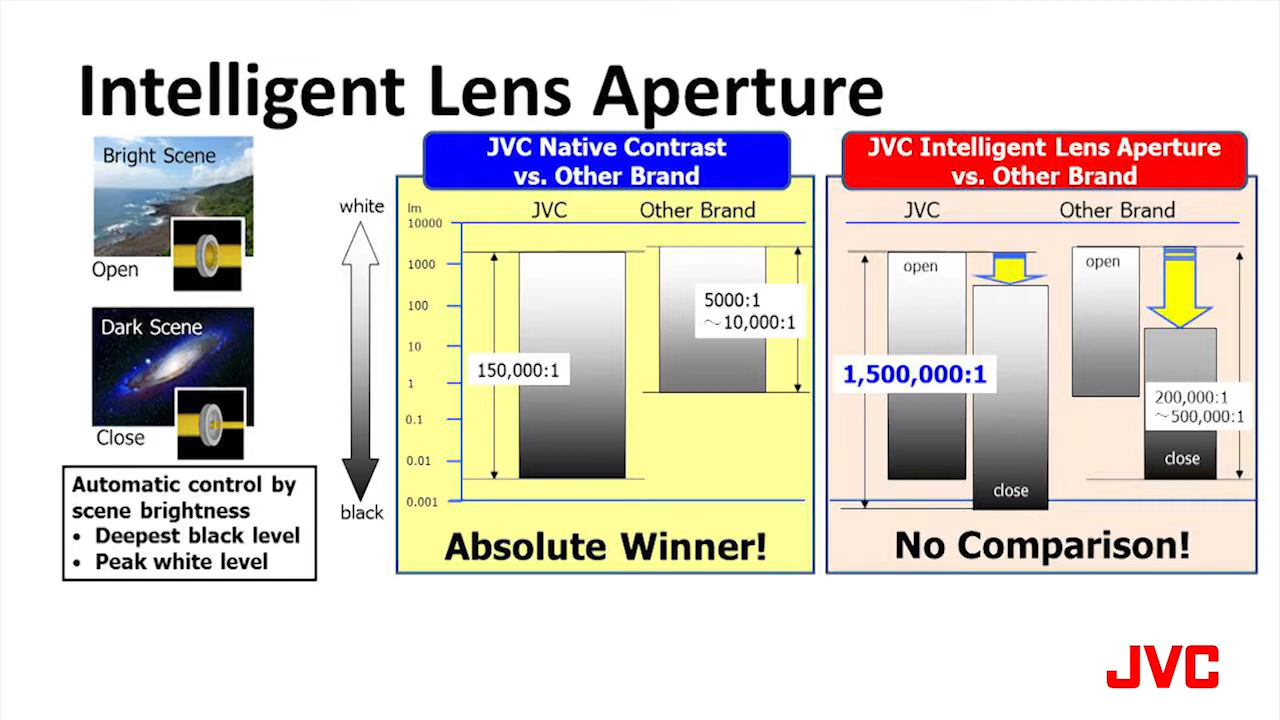 Intelligent Lens Aperture
Bright Scene
Open
Dark Scene
Close
Automatic control by
scene brightness
• Deepest black level
• Peak white level
white
black
JVC Native Contrast
vs. Other Brand
lm
JVC
Other Brand
10000
1000
100
10
1
0.1
0.01
0.001
150,000:1
5000:1
～10,000:1
Absolute Winner!
JVC Intelligent Lens Aperture
vs. Other Brand
JVC
Other Brand
open
open
1,500,000:1
200,000:1
～500,000:1
close
close
No Comparison!
JVC